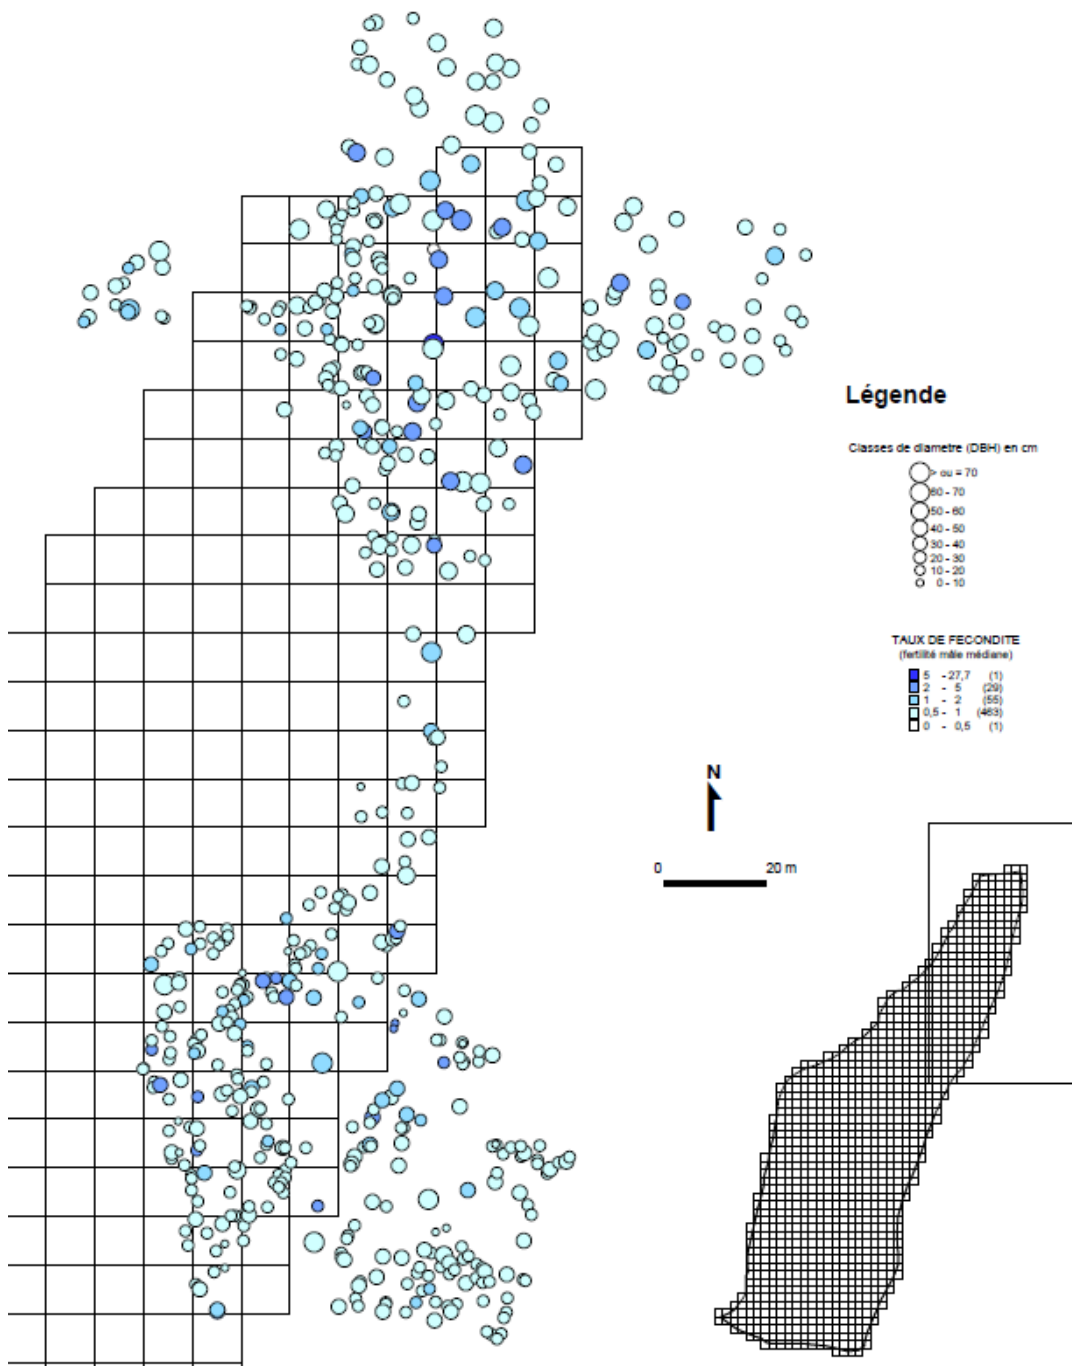 Légende
Classes de diametre (DBH) en cm
> ou = 70
60 - 70
50 - 60
40 - 50
30 - 40
20 - 30
10 - 20
0 - 10
TAUX DE FECONDITE
(fertilité mâle médiane)
5 - 27,7 (1)
2 - 5 (29)
1 - 2 (55)
0,5 - 1 (463)
0 - 0,5 (1)
N
0 20 m